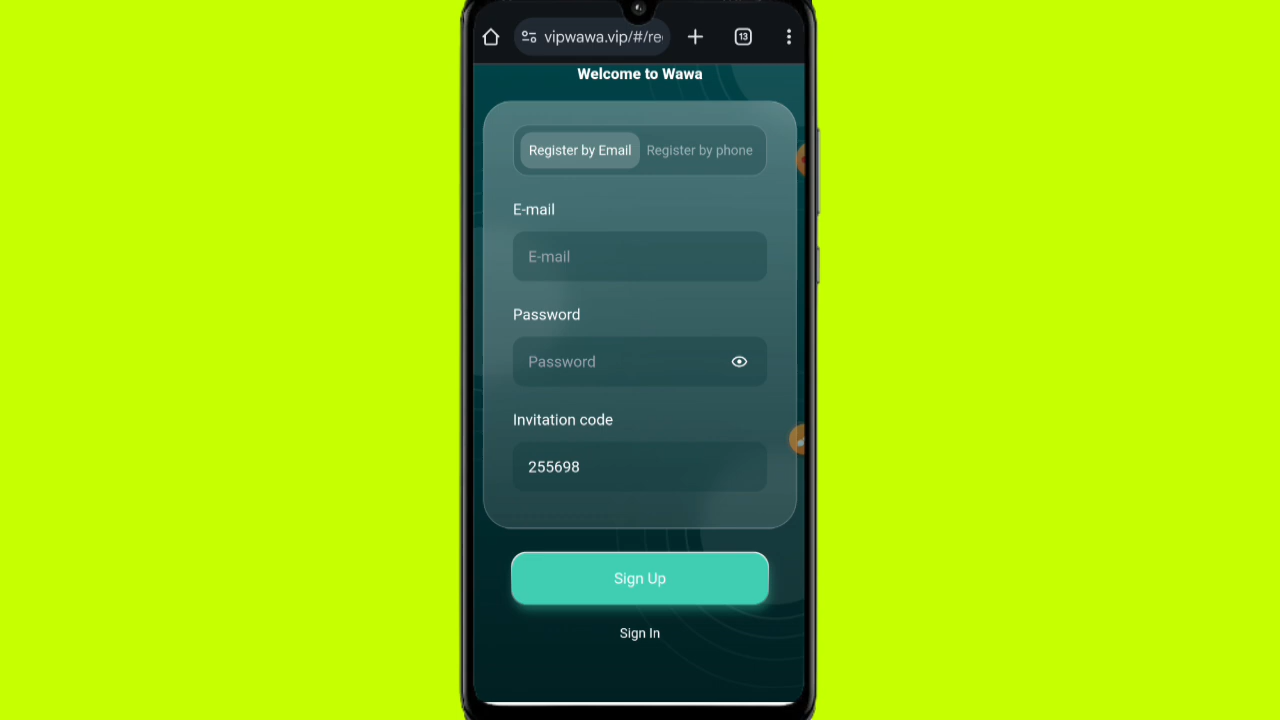 vipwawa.vip/#/re
13
Welcome to Wawa
Register by Email Register by phone
E-mail
E-mail
Password
Password
Invitation code
255698
Sign Up
Sign In